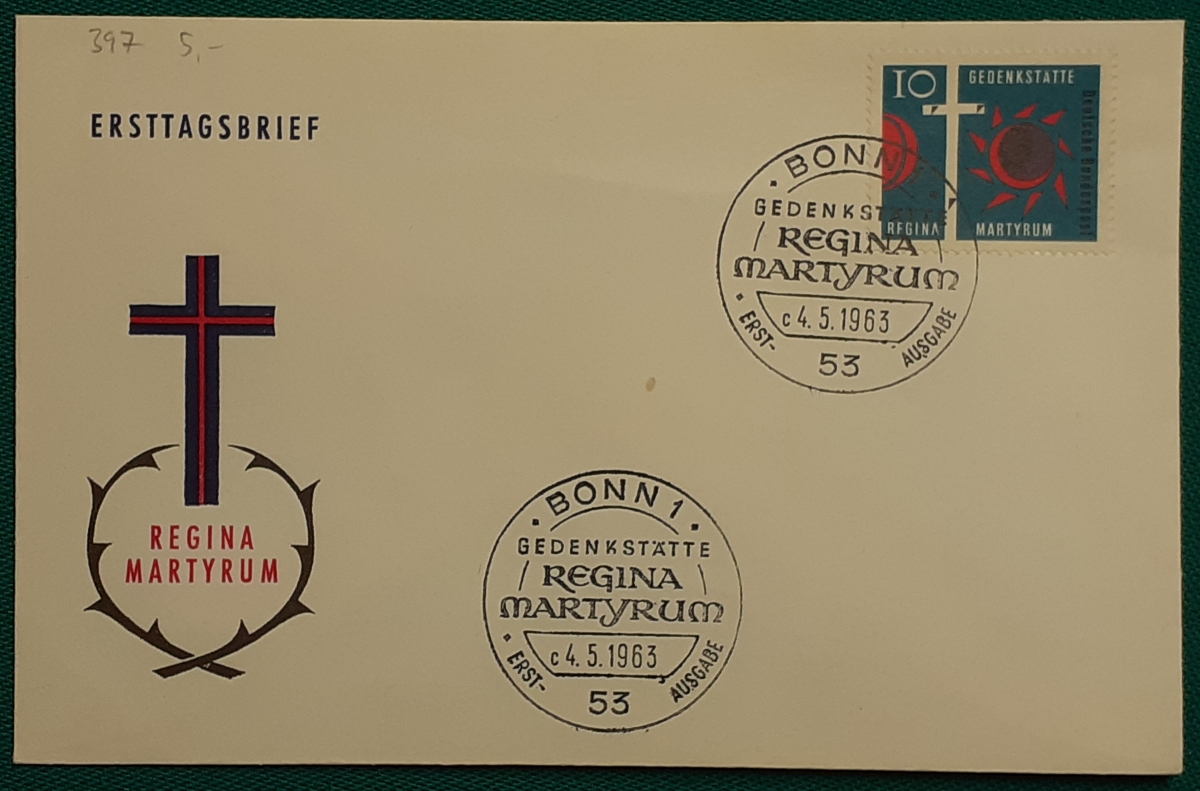 397 5,-
ERSTTAGSBRIEF
10
GEDENKSTÄTTE
Deutsche Bundespost
REGINA MARTYRUM
BONN 1
GEDENKSTÄTTE
REGINA
MARTYRUM
c 4. 5. 1963
ERST- AUSGABE
53
REGINA
MARTYRUM
BONN 1
GEDENKSTÄTTE
REGINA
MARTYRUM
c 4. 5. 1963
ERST- AUSGABE
53